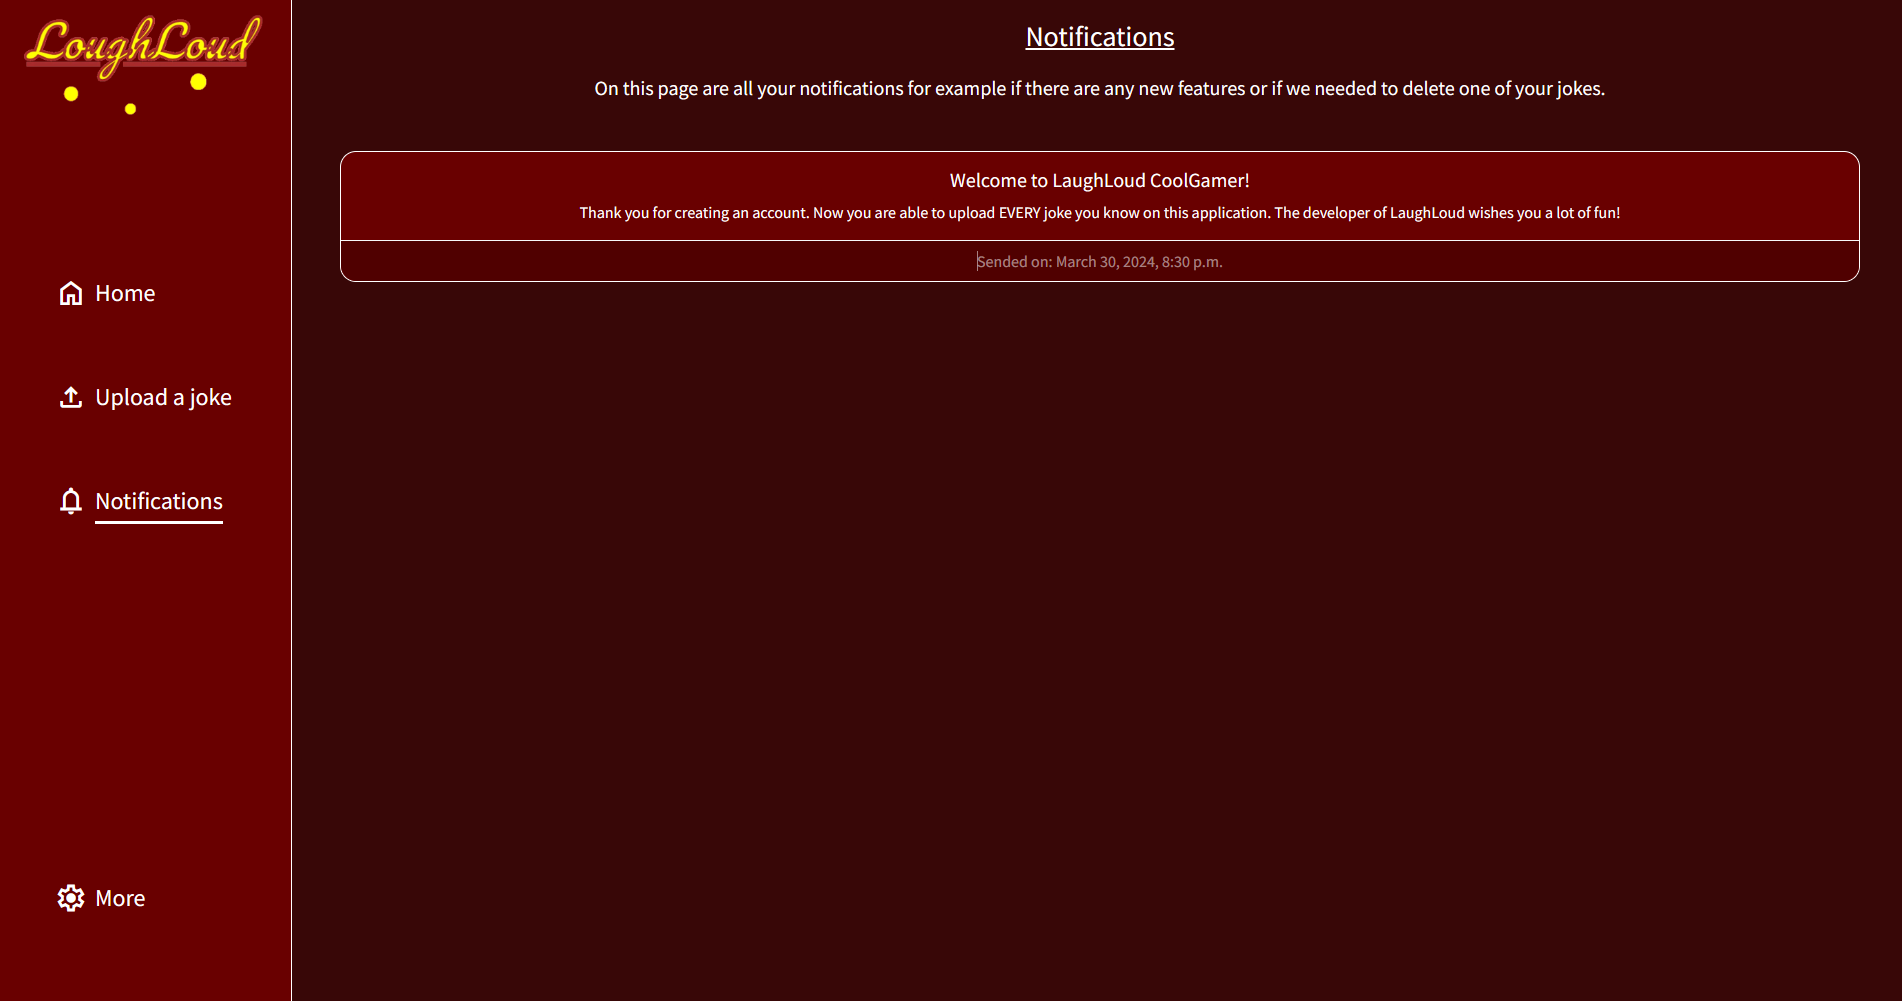 LoughLoud
Home
Upload a joke
Notifications
More
Notifications
On this page are all your notifications for example if there are any new features or if we needed to delete one of your jokes.
Welcome to LaughLoud CoolGamer!
Thank you for creating an account. Now you are able to upload EVERY joke you know on this application. The developer of LaughLoud wishes you a lot of fun!
Sended on: March 30, 2024, 8:30 p.m.